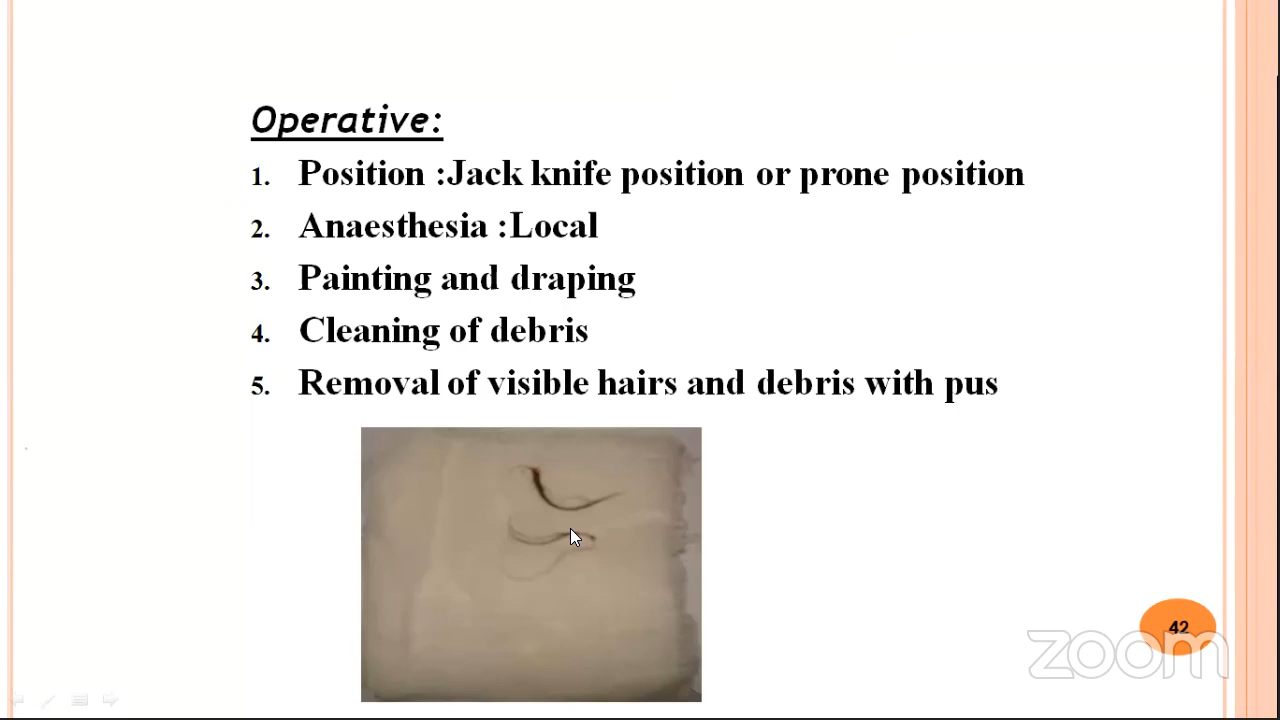 Operative:
1. Position :Jack knife position or prone position
2. Anaesthesia :Local
3. Painting and draping
4. Cleaning of debris
5. Removal of visible hairs and debris with pus
42
zoom